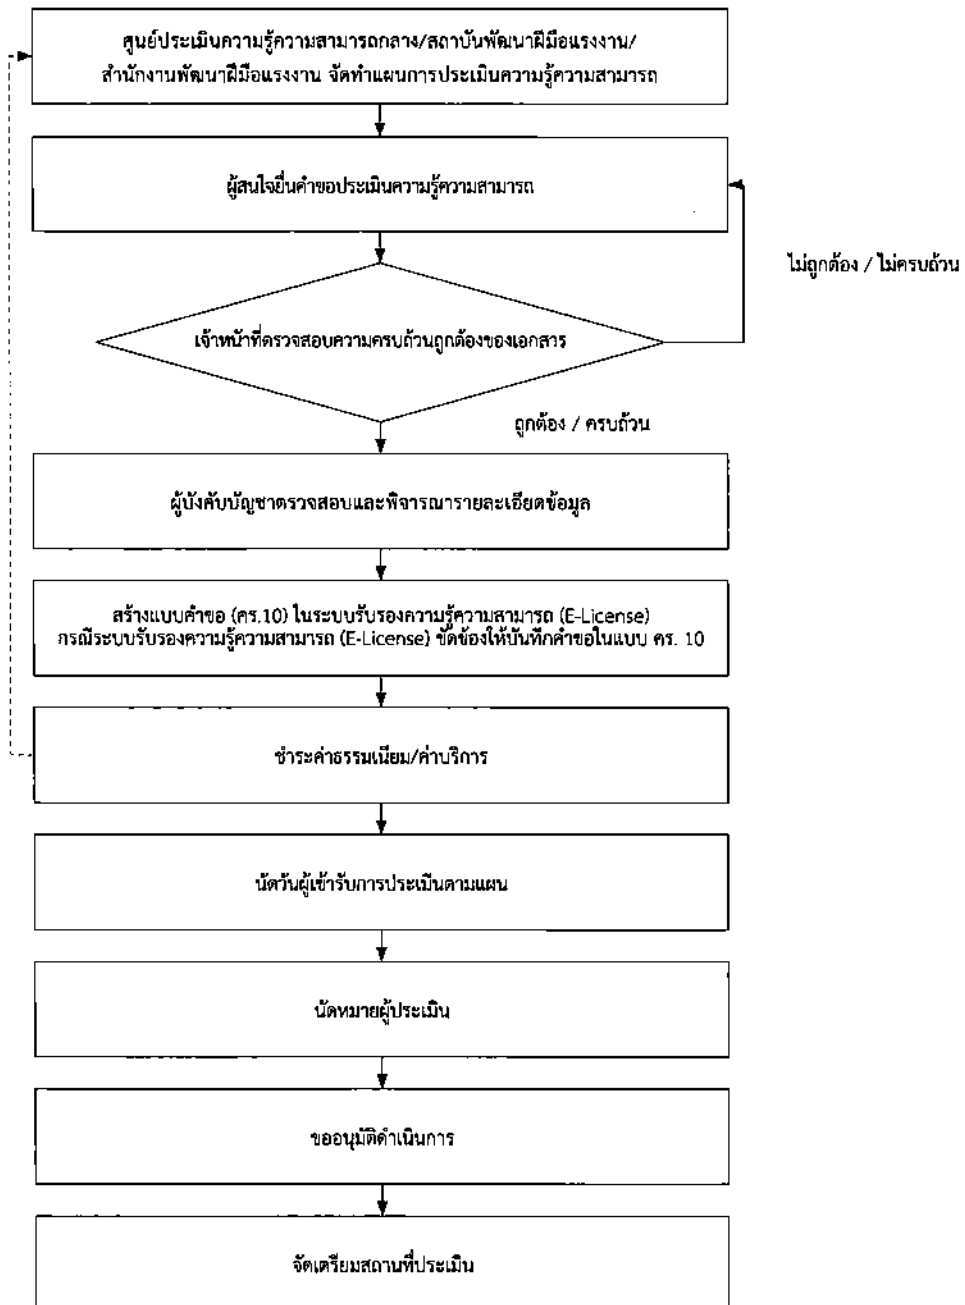 ศูนย์ประเมินความรู้ความสามารถกลาง/สถาบันพัฒนาฝีมือแรงงาน/
สำนักงานพัฒนาฝีมือแรงงาน จัดทำแผนการประเมินความรู้ความสามารถ
ผู้สนใจยื่นคำขอประเมินความรู้ความสามารถ
ไม่ถูกต้อง / ไม่ครบถ้วน
เจ้าหน้าที่ตรวจสอบความครบถ้วนถูกต้องของเอกสาร
ถูกต้อง / ครบถ้วน
ผู้บังคับบัญชาตรวจสอบและพิจารณารายละเอียดข้อมูล
สร้างแบบคำขอ (คร.10) ในระบบรับรองความรู้ความสามารถ (E-License)
กรณีระบบรับรองความรู้ความสามารถ (E-License) ขัดข้องให้บันทึกคำขอในแบบ คร. 10
ชำระค่าธรรมเนียม/ค่าบริการ
นัดวันผู้เข้ารับการประเมินตามแผน
นัดหมายผู้ประเมิน
ขออนุมัติดำเนินการ
จัดเตรียมสถานที่ประเมิน